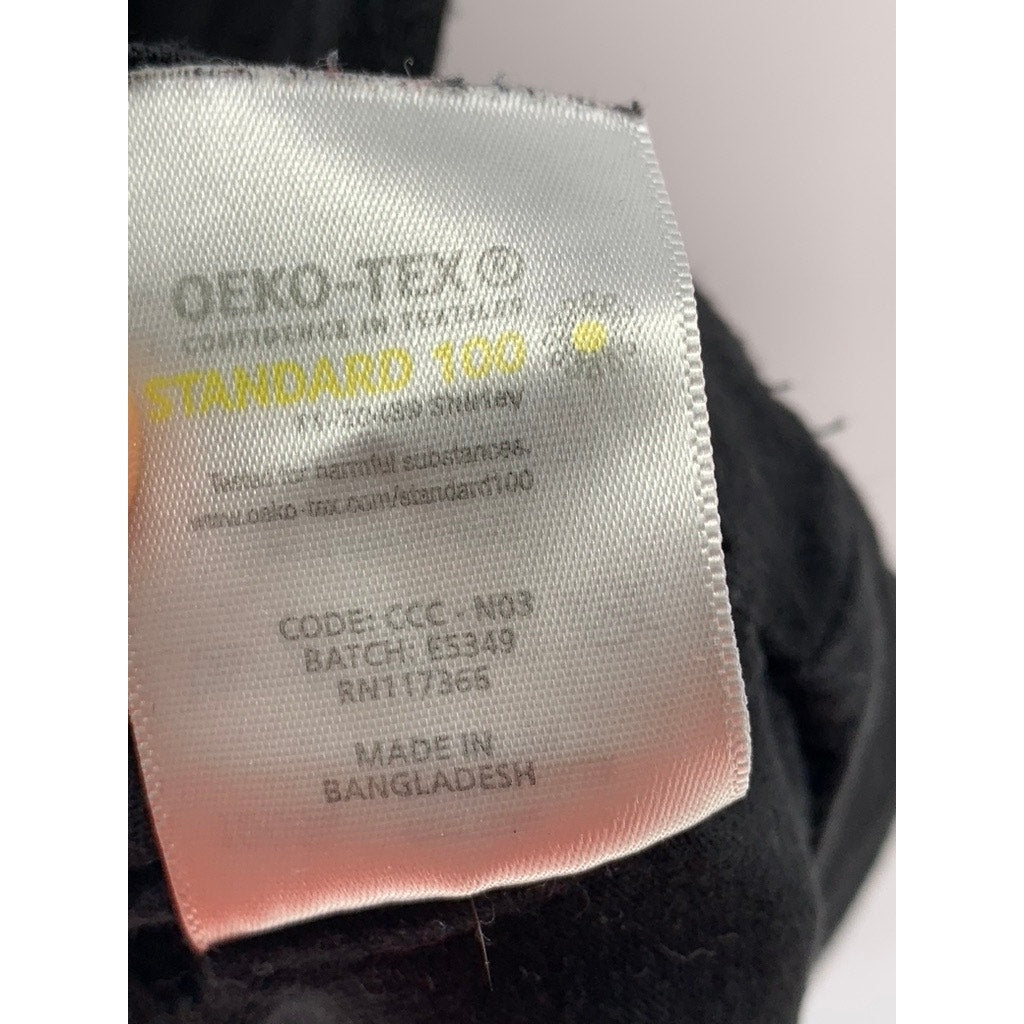 OEKO-TEX®
CONFIDENCE IN TEXTILES
STANDARD 100
Shirley
Tested for harmful substances.
www.oeko-tex.com/standard100
CODE: CCC - N03
BATCH: E5349
RN117366
MADE IN
BANGLADESH